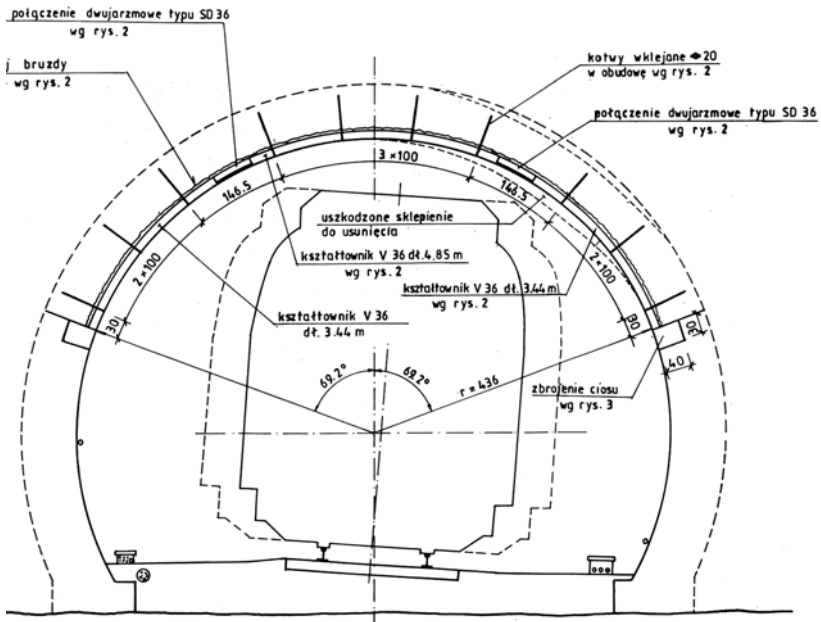 połączenie dwujarzmowe typu SD 36
wg rys. 2
j bruzdy
wg rys. 2
kotwy wklejane ⌀20
w obudowę wg rys. 2
połączenie dwujarzmowe typu SD 36
wg rys. 2
3 × 100
146.5
146.5
uszkodzone sklepienie
do usunięcia
kształtownik V 36 dł. 4,85 m
wg rys. 2
kształtownik V 36 dł. 3.44 m
wg rys. 2
2 × 100
2 × 100
kształtownik V 36
dł. 3.44 m
30
30
30
40
69.2°
69.2°
r = 436
zbrojenie ciosu
wg rys. 3